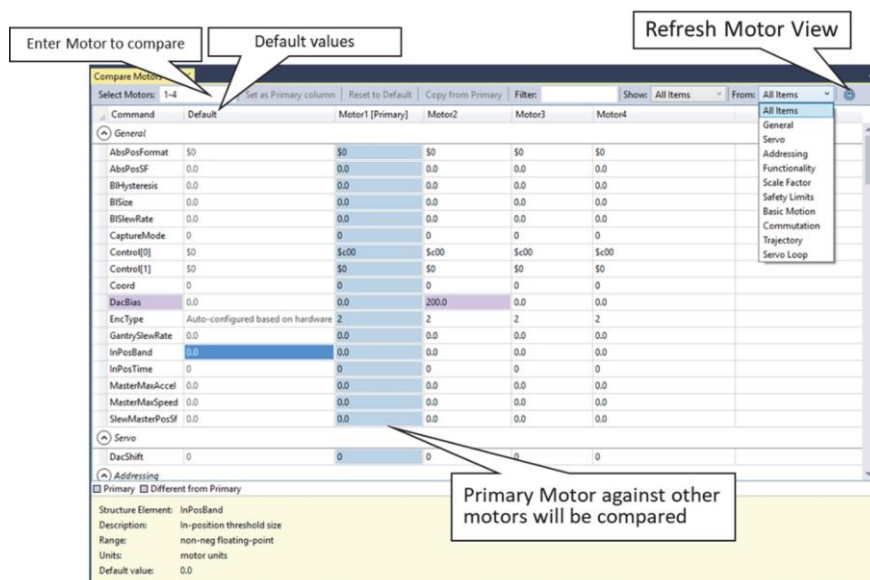 Enter Motor to compare
Default values
Refresh Motor View
Compare Motors
Select Motors: 1-4 Set as Primary column Reset to Default Copy from Primary Filter: Show: All Items From: All Items
Command Default Motor1 [Primary] Motor2 Motor3 Motor4
General
AbsPosFormat $0 $0 $0 $0 $0
AbsPosSF 0.0 0.0 0.0 0.0 0.0
BlHysteresis 0.0 0.0 0.0 0.0 0.0
BlSize 0.0 0.0 0.0 0.0 0.0
BlSlewRate 0.0 0.0 0.0 0.0 0.0
CaptureMode 0 0 0 0 0
Control[0] $0 $c00 $c00 $c00 $c00
Control[1] $0 $0 $0 $0 $0
Coord 0 0 0 0 0
DacBias 0.0 0.0 200.0 0.0 0.0
EncType Auto-configured based on hardware 2 2 2 2
GantrySlewRate 0.0 0.0 0.0 0.0 0.0
InPosBand 0.0 0.0 0.0 0.0 0.0
InPosTime 0 0 0 0 0
MasterMaxAccel 0.0 0.0 0.0 0.0 0.0
MasterMaxSpeed 0.0 0.0 0.0 0.0 0.0
SlewMasterPosSf 0.0 0.0 0.0 0.0 0.0
Servo
DacShift 0 0 0 0 0
Addressing
All Items
General
Servo
Addressing
Functionality
Scale Factor
Safety Limits
Basic Motion
Commutation
Trajectory
Servo Loop
Primary Different from Primary
Primary Motor against other
motors will be compared
Structure Element: InPosBand
Description: In-position threshold size
Range: non-neg floating-point
Units: motor units
Default value: 0.0